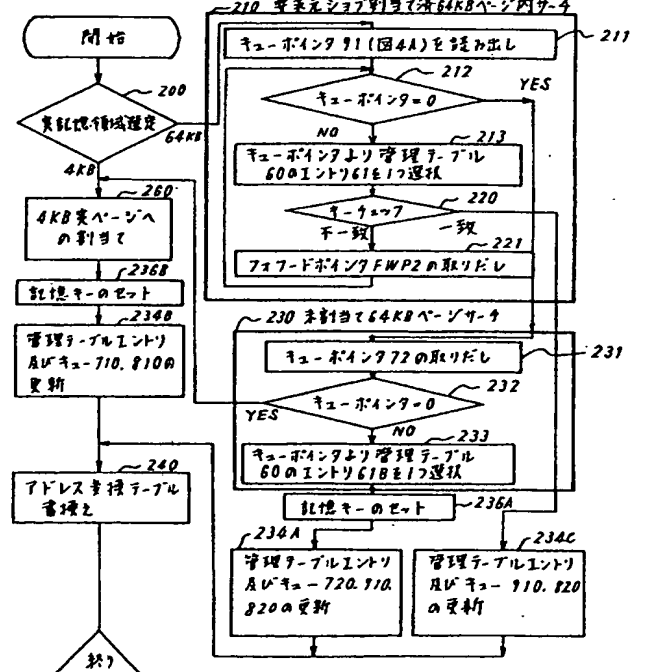 210 要求元ジョブ割当て済64KBページ内サーチ
開始
キューポインタ91(図4A)を読み出し
211
200
212
実記憶領域選定
キューポインタ=0
YES
64KB
NO
213
4KB
キューポインタより管理テーブル
60のエントリ61を1つ選択
260
4KB実ページへ
の割当て
220
キーチェック
不一致
一致
221
フォワードポインタFWP2の取りだし
236B
記憶キーのセット
234B
管理テーブルエントリ
及びキュー710.810の
更新
230 未割当て64KBページサーチ
キューポインタ72の取りだし
231
232
キューポインタ=0
YES
NO
233
キューポインタより管理テーブル
60のエントリ61Bを1つ選択
240
アドレス変換テーブル
書換え
記憶キーのセット
236A
234A
管理テーブルエントリ
及びキュー720.910.
820の更新
234C
管理テーブルエントリ
及びキュー910.820
の更新
終り